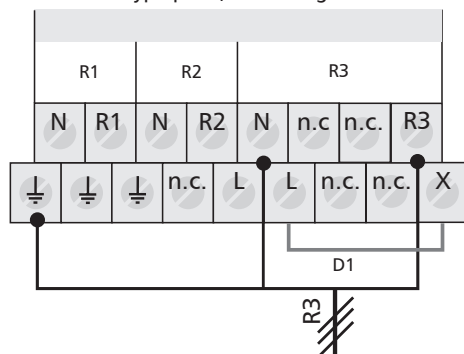 R1 R2 R3
N R1 N R2 N n.c n.c. R3
n.c. L L n.c. n.c. X
D1
R3